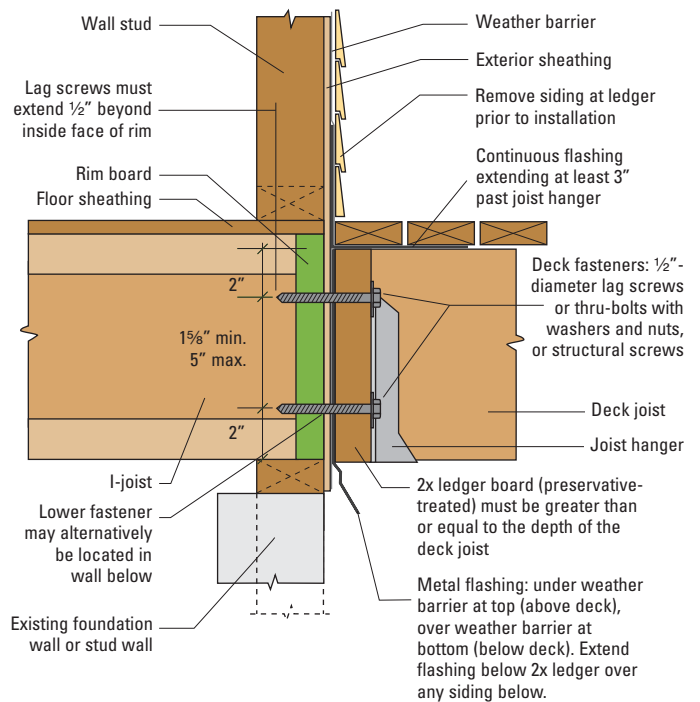 Wall stud
Lag screws must
extend ½” beyond
inside face of rim
Rim board
Floor sheathing
2”
1⅝” min.
5” max.
2”
I-joist
Lower fastener
may alternatively
be located in
wall below
Existing foundation
wall or stud wall
Weather barrier
Exterior sheathing
Remove siding at ledger
prior to installation
Continuous flashing
extending at least 3”
past joist hanger
Deck fasteners: ½”-
diameter lag screws
or thru-bolts with
washers and nuts,
or structural screws
Deck joist
Joist hanger
2x ledger board (preservative-
treated) must be greater than
or equal to the depth of the
deck joist
Metal flashing: under weather
barrier at top (above deck),
over weather barrier at
bottom (below deck). Extend
flashing below 2x ledger over
any siding below.